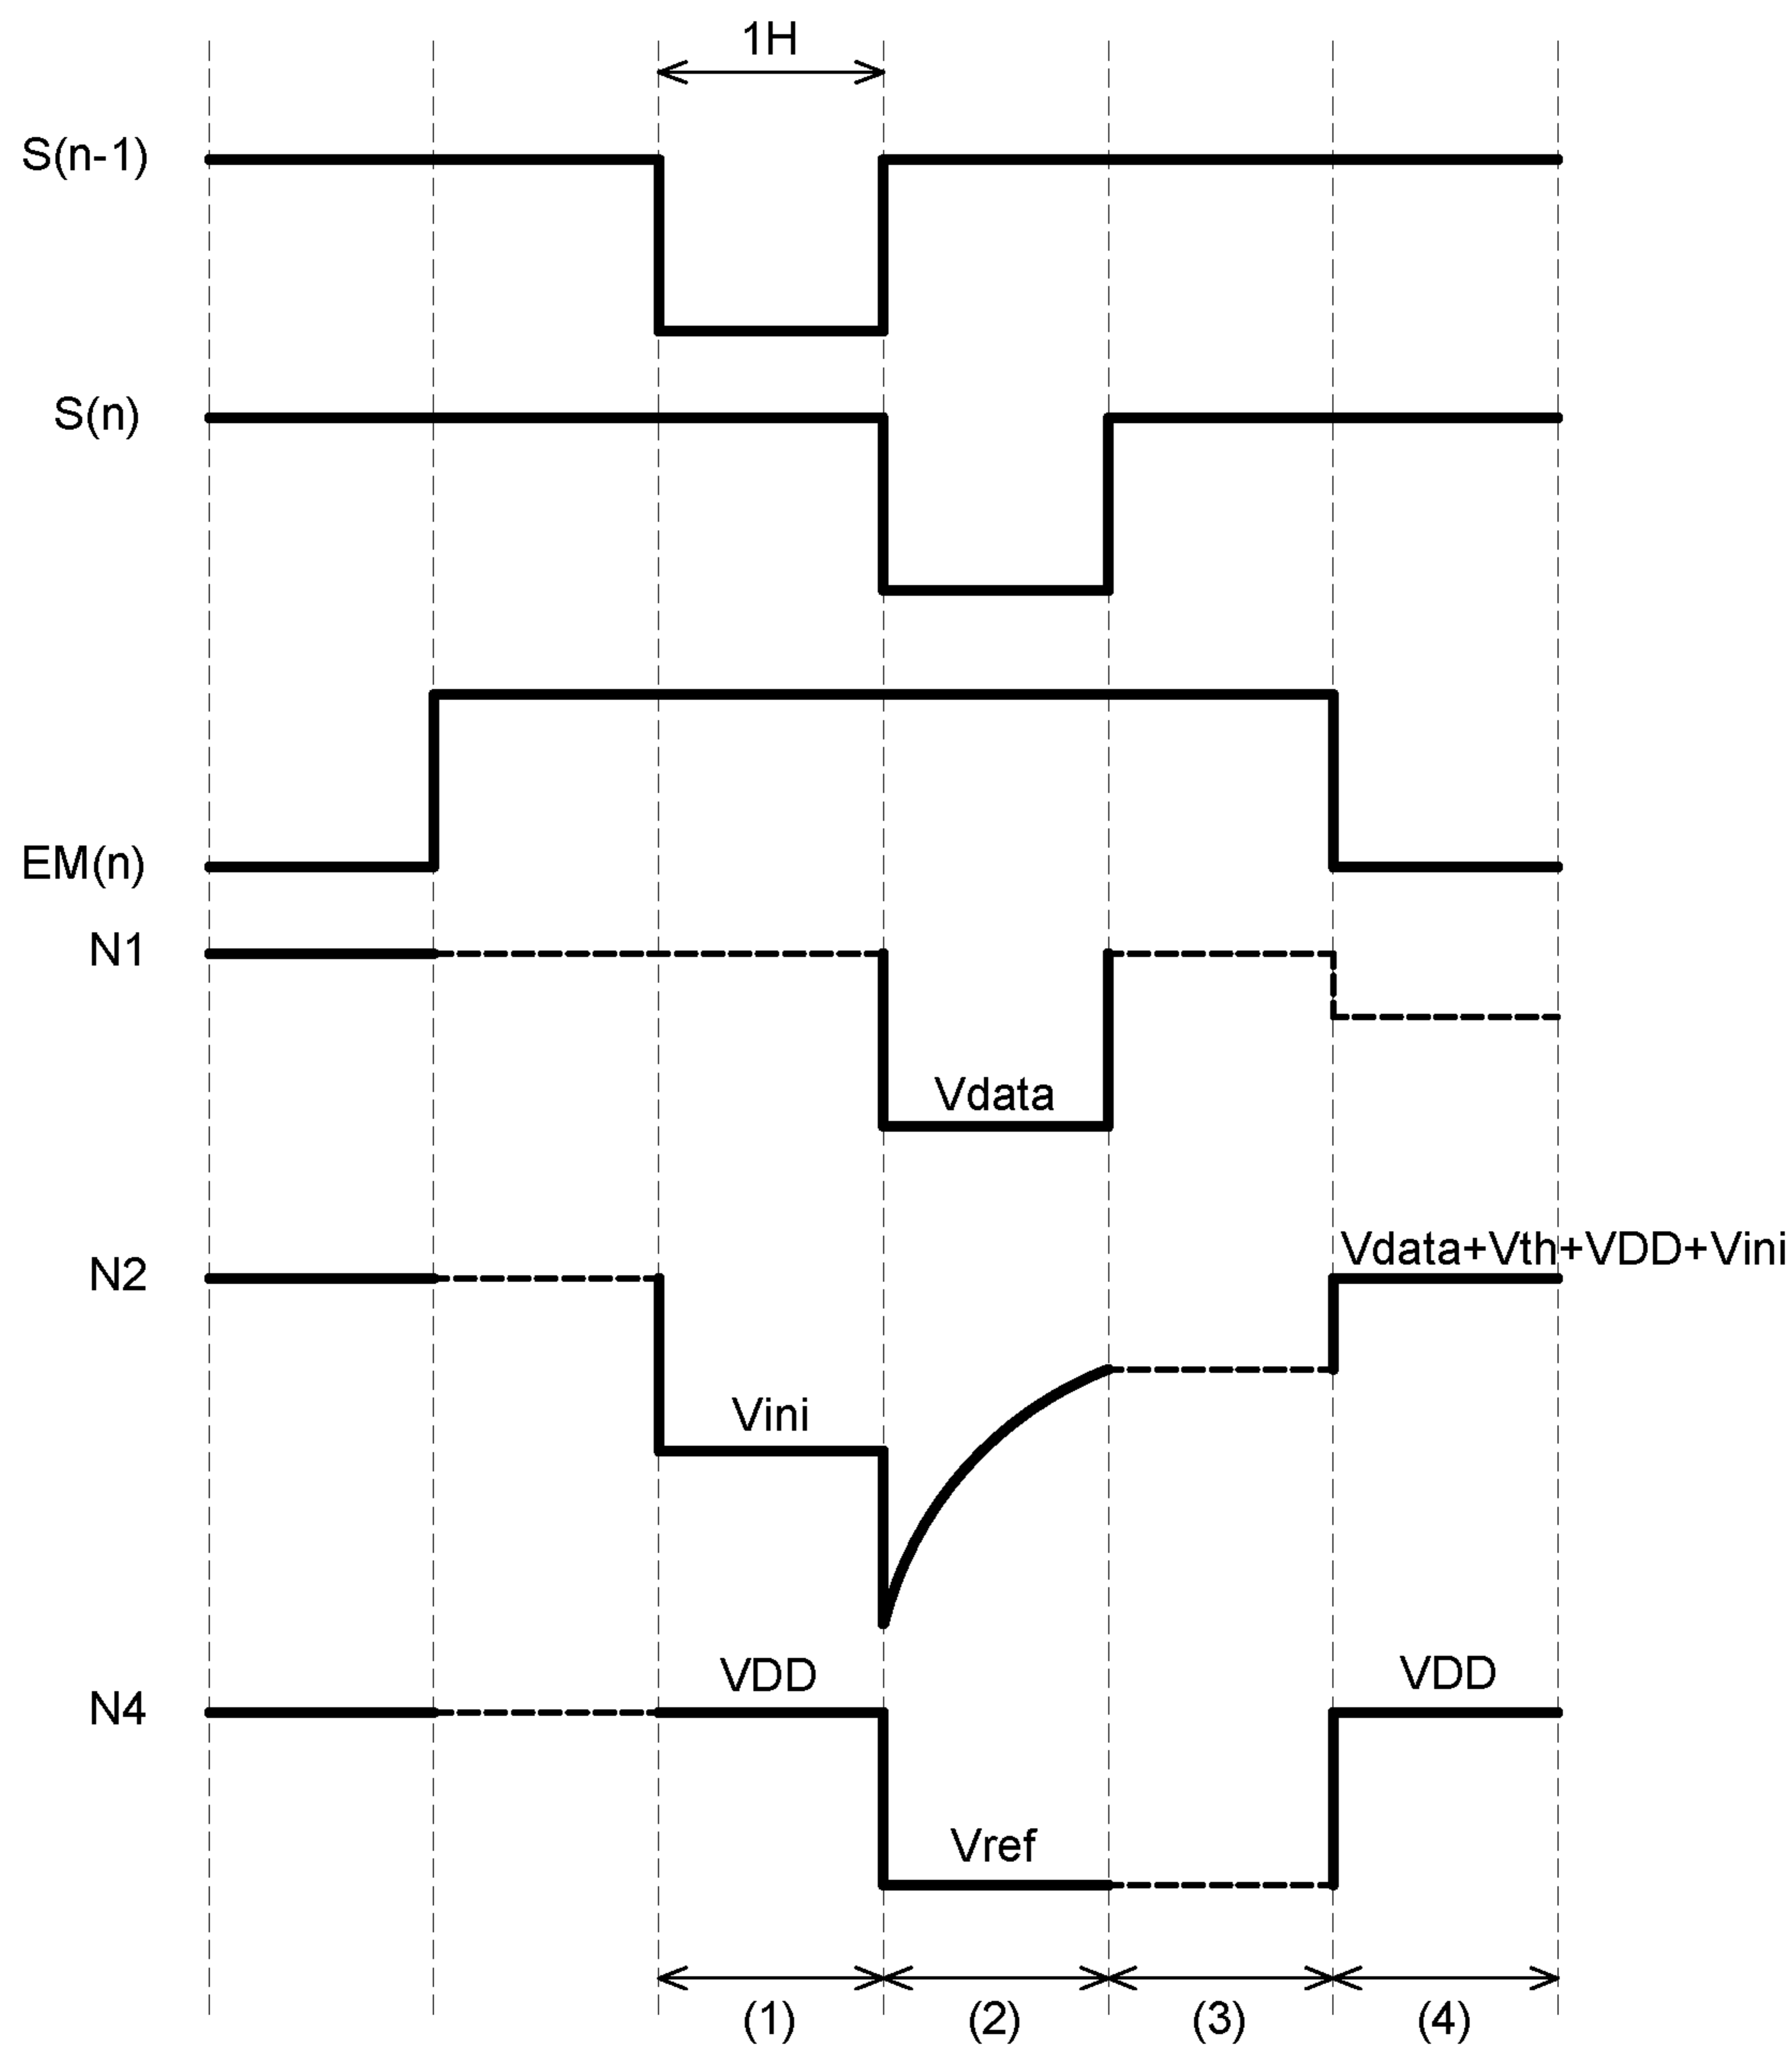 1H
S(n-1)
S(n)
EM(n)
N1
Vdata
Vdata+Vth+VDD+Vini
N2
Vini
VDD
VDD
N4
Vref
(1)
(2)
(3)
(4)